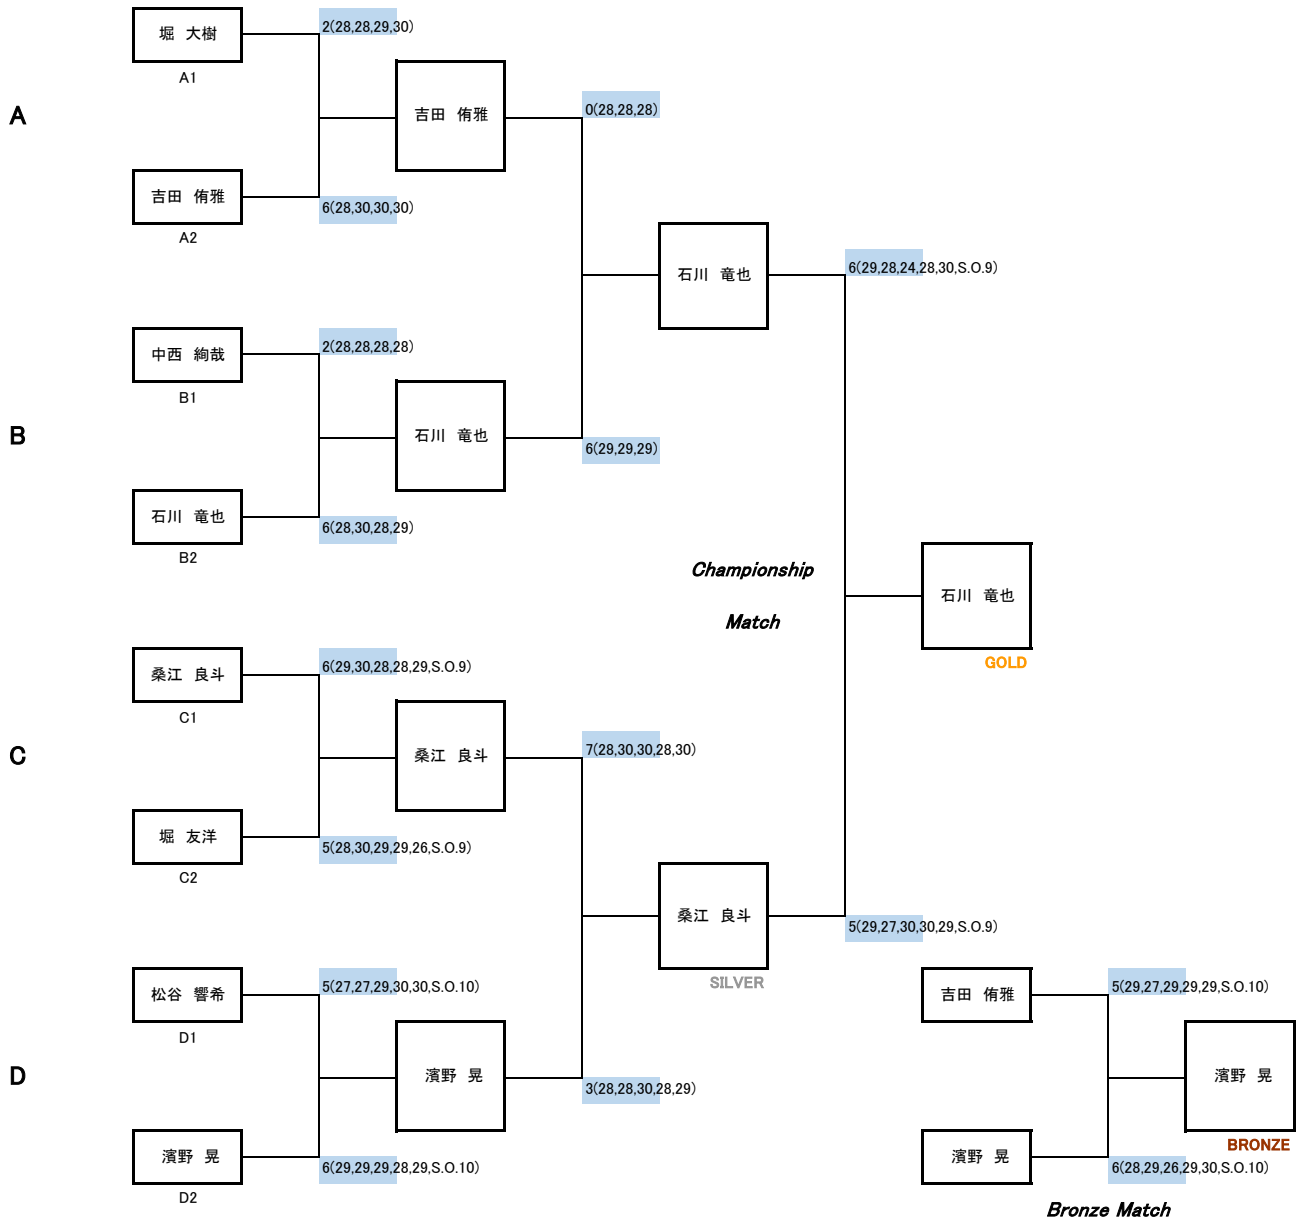 堀　大樹
2(28,28,29,30)
A1
A
吉田　侑雅
0(28,28,28)
吉田　侑雅
6(28,30,30,30)
A2
石川　竜也
6(29,28,24,28,30,S.O.9)
中西　絢哉
2(28,28,28,28)
B1
B
石川　竜也
6(29,29,29)
石川　竜也
6(28,30,28,29)
B2
Championship
Match
石川　竜也
GOLD
桑江　良斗
6(29,30,28,28,29,S.O.9)
C1
C
桑江　良斗
7(28,30,30,28,30)
堀　友洋
5(28,30,29,29,26,S.O.9)
C2
桑江　良斗
5(29,27,30,30,29,S.O.9)
SILVER
松谷　響希
5(27,27,29,30,30,S.O.10)
D1
D
濱野　晃
3(28,28,30,28,29)
濱野　晃
6(29,29,29,28,29,S.O.10)
D2
吉田　侑雅
5(29,27,29,29,29,S.O.10)
濱野　晃
BRONZE
濱野　晃
6(28,29,26,29,30,S.O.10)
Bronze Match